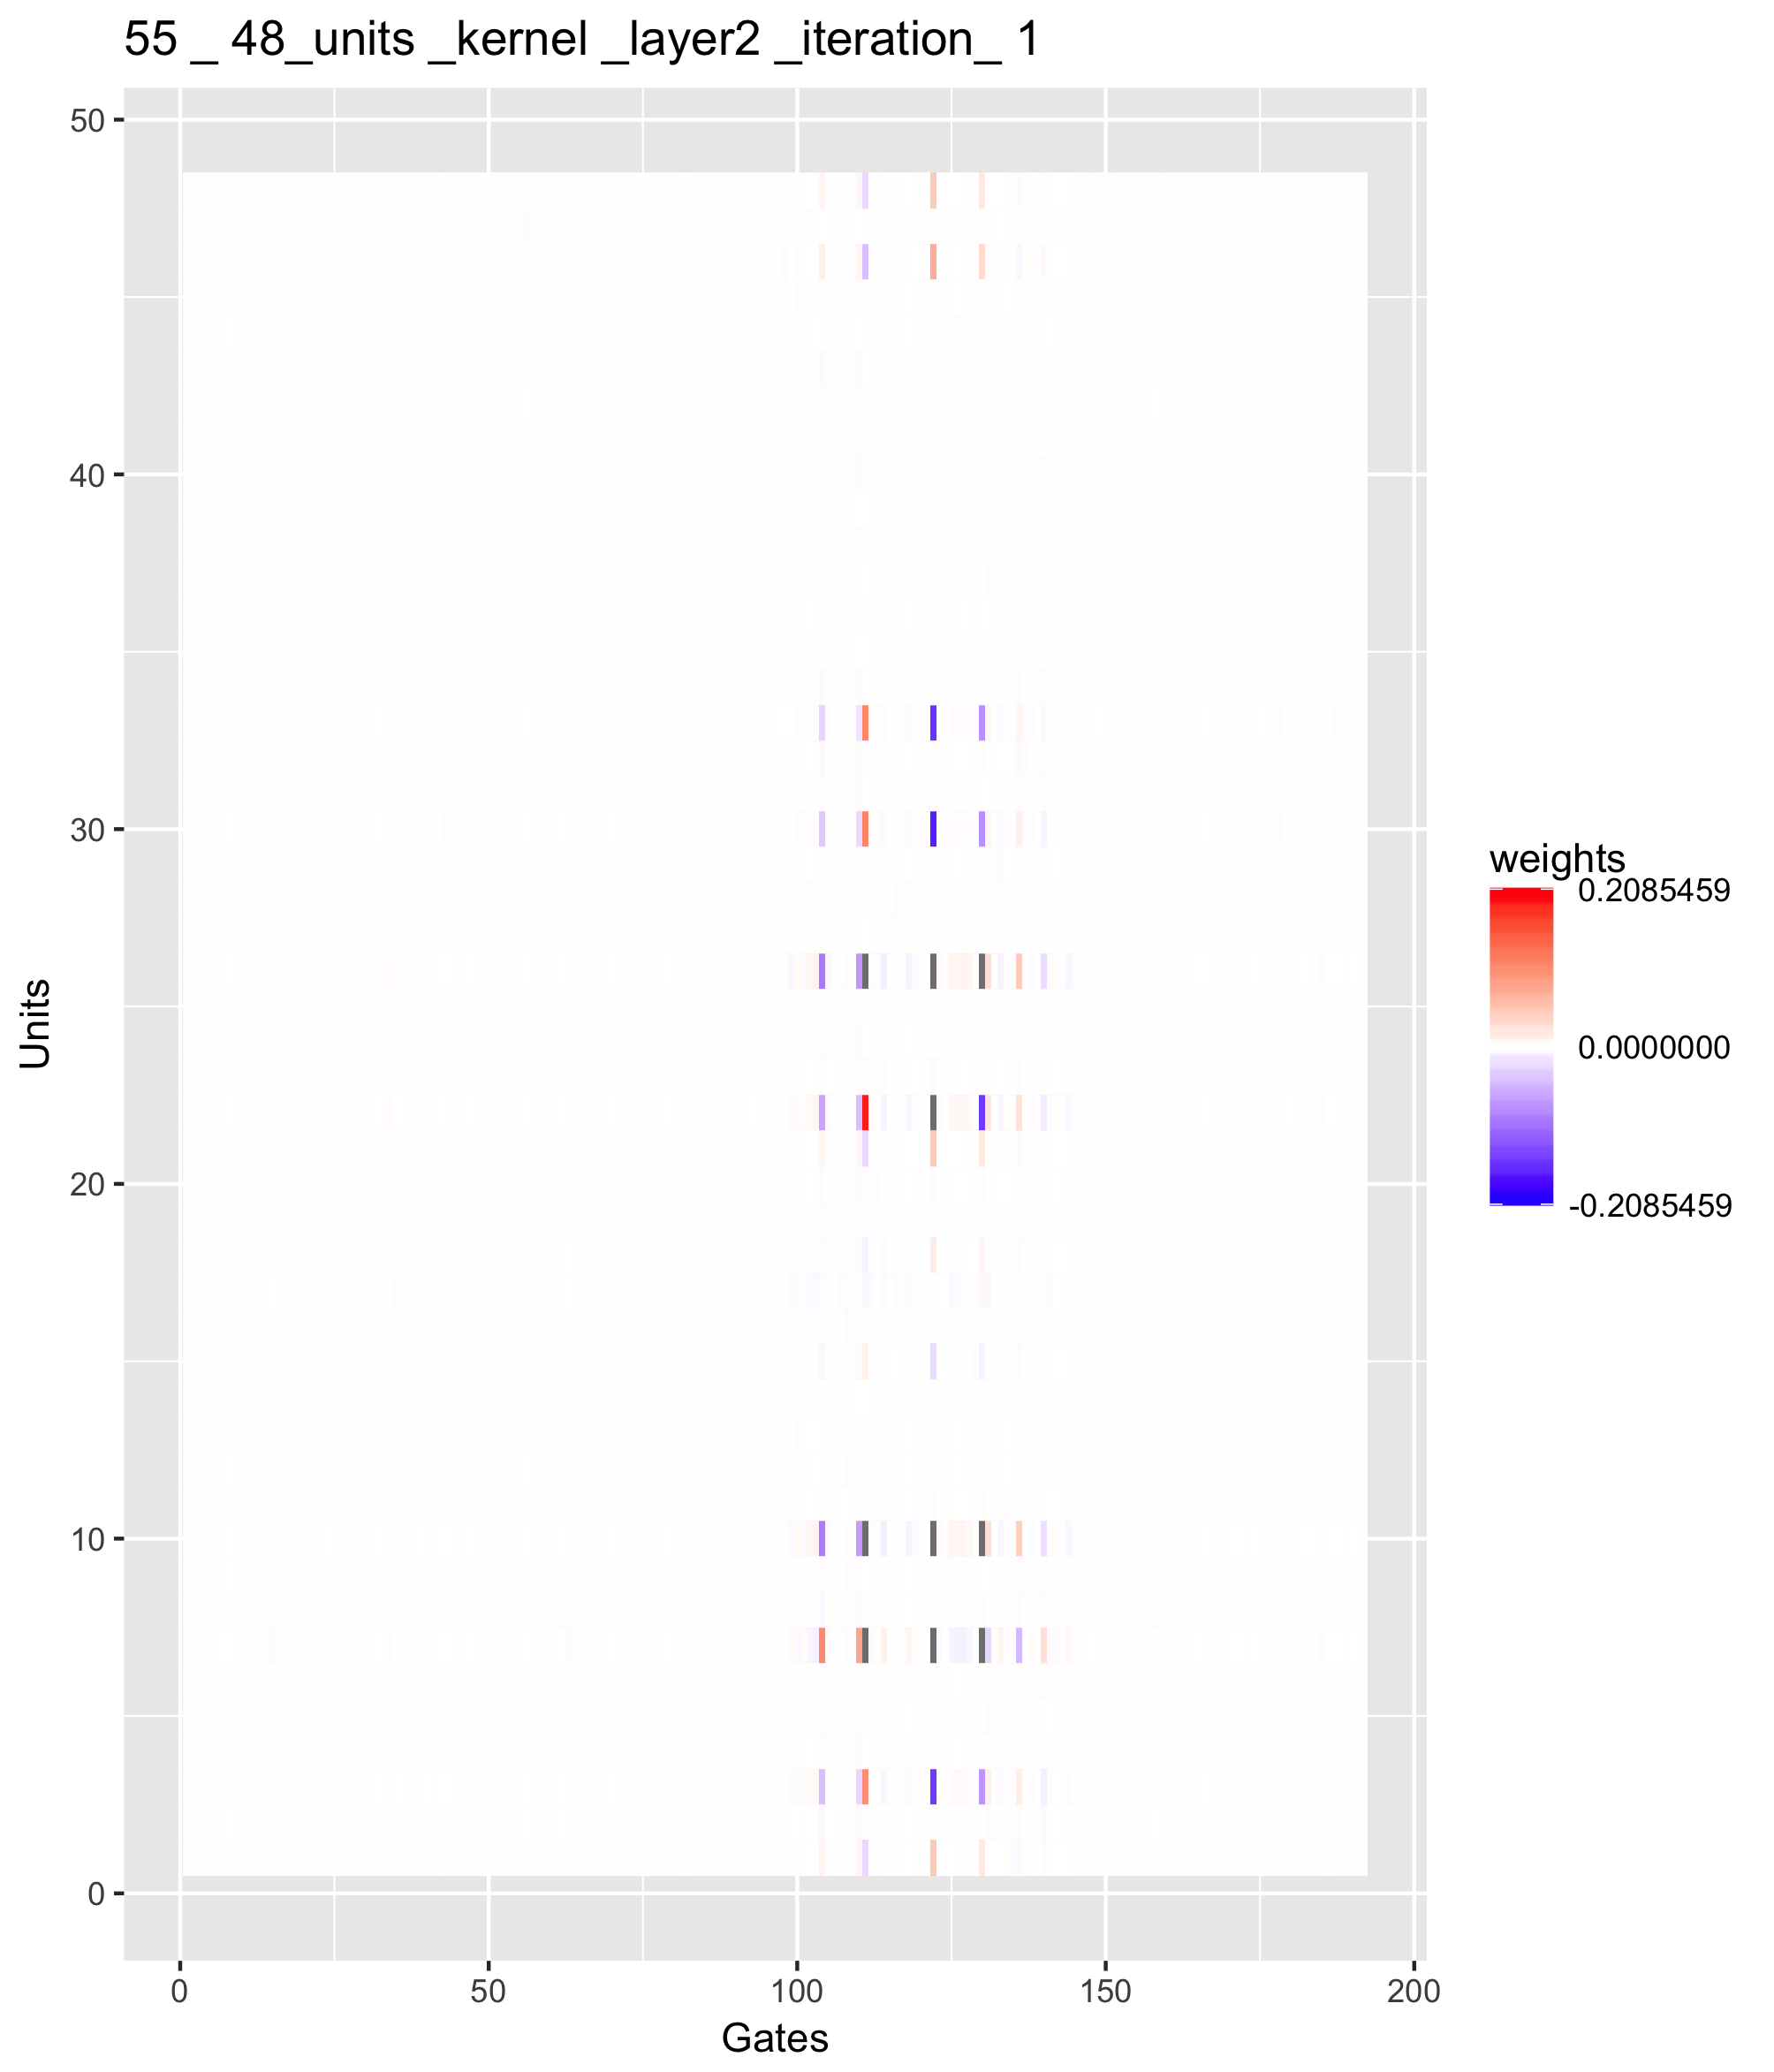 55 _ 48_units _kernel _layer2 _iteration_ 1
50
40
30
20
10
0
Units
0 50 100 150 200
Gates
weights
0.2085459
0.0000000
-0.2085459